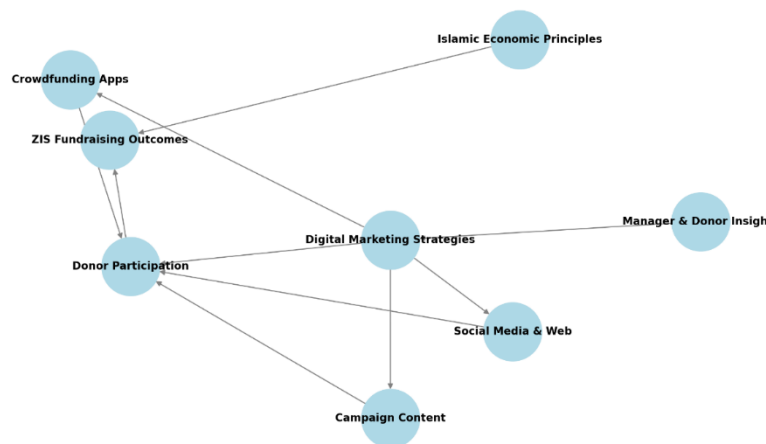 Islamic Economic Principles
Crowdfunding Apps
ZIS Fundraising Outcomes
Manager & Donor Insigh
Digital Marketing Strategies
Donor Participation
Social Media & Web
Campaign Content